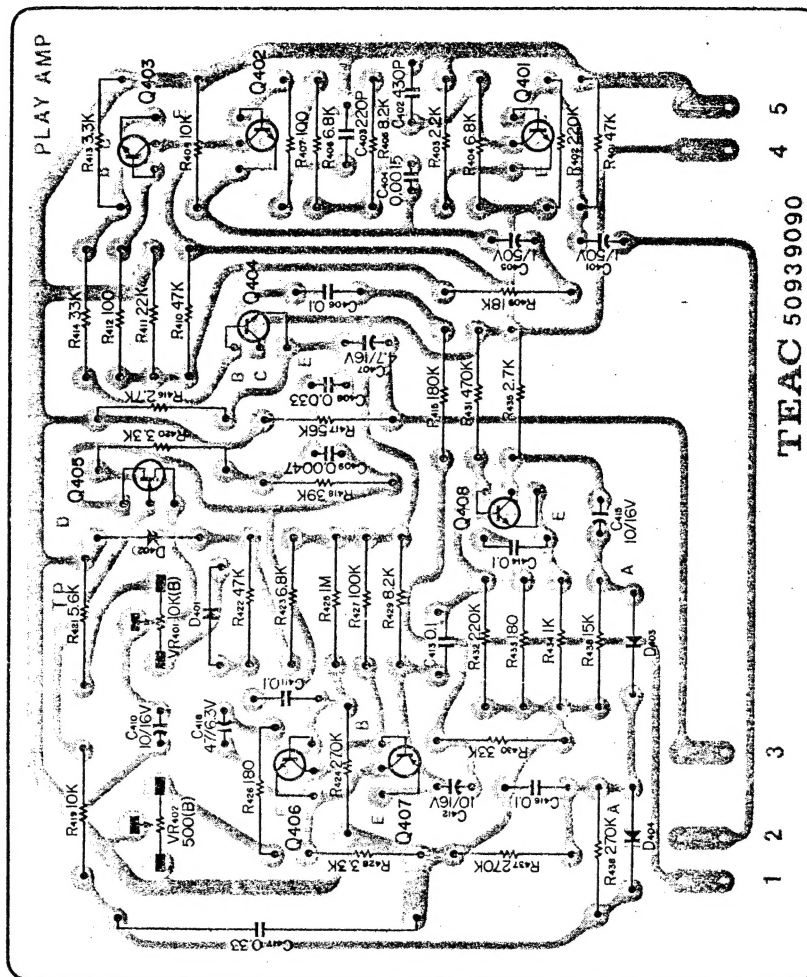 PLAY AMP
R413 3.3K
Q403
B
C
E
R405 10K
Q402
R407 100
R408 6.8K
C403 220P
R406 8.2K
C402 430P
C404
0.0015
R403 2.2K
R404 6.8K
Q401
E
R402 220K
R401 47K
5
4
R414 33K
R412 100
R411 22K
R410 47K
Q404
B
C
E
C406 0.1
C405
1/50V
C401
1/50V
R409 18K
C407
4.7/16V
C408
0.033
R416 2.7K
R420 3.3K
R417 56K
C409
0.0047
R418 39K
R415 180K
R431 470K
R435 2.7K
Q405
D
D402
Q408
E
C414 0.1
C415
10/16V
TP
R421 5.6K
VR401
10K(B)
D401
R422 47K
R423 6.8K
R425 1M
R427 100K
R429 8.2K
C413 0.1
R432 220K
R433 180
R434 1K
R438 15K
A
D403
C410
10/16V
C418
47/6.3V
C411 0.1
R419 10K
VR402
500(B)
R426 180
Q406
R424 270K
B
E
Q407
C412
10/16V
R430 33K
C416 0.1
R436 270K
A
D404
R428 3.3K
R437 270K
C417 0.33
3
2
1
TEAC 50939090